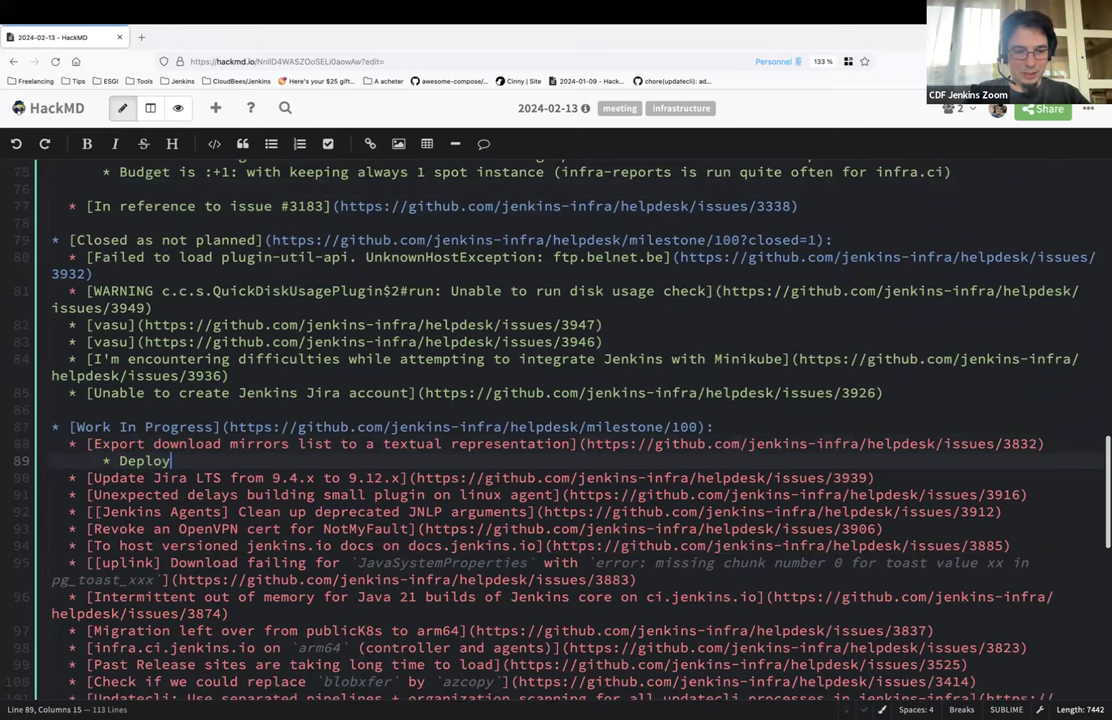 2024-02-13 - HackMD
https://hackmd.io/NnllD4WASZOoSELi0aowAw?edit=
Personnel
133 %
Freelancing
Tips
ESGI
Tools
Jenkins
CloudBees/Jenkins
Here's your $25 gift...
A acheter
awesome-compose/...
Cinny | Site
2024-01-09 - Hack...
chore(updatecli): ad...
CDF Jenkins Zoom
HackMD
2024-02-13
meeting
infrastructure
2
Share
75 * Budget is :+1: with keeping always 1 spot instance (infra-reports is run quite often for infra.ci)
76
77 * [In reference to issue #3183](https://github.com/jenkins-infra/helpdesk/issues/3338)
78
79 * [Closed as not planned](https://github.com/jenkins-infra/helpdesk/milestone/100?closed=1):
80 * [Failed to load plugin-util-api. UnknownHostException: ftp.belnet.be](https://github.com/jenkins-infra/helpdesk/issues/
3932)
81 * [WARNING c.c.s.QuickDiskUsagePlugin$2#run: Unable to run disk usage check](https://github.com/jenkins-infra/helpdesk/
issues/3949)
82 * [vasu](https://github.com/jenkins-infra/helpdesk/issues/3947)
83 * [vasu](https://github.com/jenkins-infra/helpdesk/issues/3946)
84 * [I'm encountering difficulties while attempting to integrate Jenkins with Minikube](https://github.com/jenkins-infra/
helpdesk/issues/3936)
85 * [Unable to create Jenkins Jira account](https://github.com/jenkins-infra/helpdesk/issues/3926)
86
87 * [Work In Progress](https://github.com/jenkins-infra/helpdesk/milestone/100):
88 * [Export download mirrors list to a textual representation](https://github.com/jenkins-infra/helpdesk/issues/3832)
89 * Deploy
90 * [Update Jira LTS from 9.4.x to 9.12.x](https://github.com/jenkins-infra/helpdesk/issues/3939)
91 * [Unexpected delays building small plugin on linux agent](https://github.com/jenkins-infra/helpdesk/issues/3916)
92 * [[Jenkins Agents] Clean up deprecated JNLP arguments](https://github.com/jenkins-infra/helpdesk/issues/3912)
93 * [Revoke an OpenVPN cert for NotMyFault](https://github.com/jenkins-infra/helpdesk/issues/3906)
94 * [To host versioned jenkins.io docs on docs.jenkins.io](https://github.com/jenkins-infra/helpdesk/issues/3885)
95 * [[uplink] Download failing for `JavaSystemProperties` with `error: missing chunk number 0 for toast value xx in
pg_toast_xxx`](https://github.com/jenkins-infra/helpdesk/issues/3883)
96 * [Intermittent out of memory for Java 21 builds of Jenkins core on ci.jenkins.io](https://github.com/jenkins-infra/
helpdesk/issues/3874)
97 * [Migration left over from publicK8s to arm64](https://github.com/jenkins-infra/helpdesk/issues/3837)
98 * [infra.ci.jenkins.io on `arm64` (controller and agents)](https://github.com/jenkins-infra/helpdesk/issues/3823)
99 * [Past Release sites are taking long time to load](https://github.com/jenkins-infra/helpdesk/issues/3525)
100 * [Check if we could replace `blobxfer` by `azcopy`](https://github.com/jenkins-infra/helpdesk/issues/3414)
101 * [Updatecli: Use separated pipelines + organization scanning for all updatecli processes in jenkins-infra](https://
Line 89, Columns 15 — 113 Lines
Spaces: 4
Breaks
SUBLIME
Length: 7442